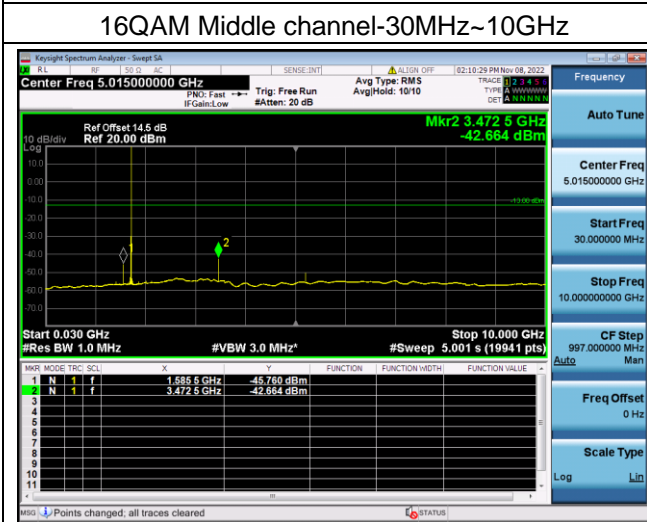 16QAM Middle channel-30MHz~10GHz
Keysight Spectrum Analyzer - Swept SA
RL RF 50 Ω AC SENSE:INT ALIGN OFF 02:10:29 PM Nov 08, 2022
Center Freq 5.015000000 GHz
PNO: Fast
IFGain:Low
Trig: Free Run
#Atten: 20 dB
Avg Type: RMS
Avg|Hold: 10/10
TRACE 1 2 3 4 5 6
TYPE A WWWWW
DET A N N N N N
Frequency
Auto Tune
Mkr2 3.472 5 GHz
-42.664 dBm
Ref Offset 14.5 dB
10 dB/div Ref 20.00 dBm
Log
10.0
0.00
-10.0
-20.0
-30.0
-40.0
-50.0
-60.0
-70.0
-13.00 dBm
1
2
Center Freq
5.015000000 GHz
Start Freq
30.000000 MHz
Stop Freq
10.000000000 GHz
Start 0.030 GHz Stop 10.000 GHz
#Res BW 1.0 MHz #VBW 3.0 MHz* #Sweep 5.001 s (19941 pts)
CF Step
997.000000 MHz
Auto Man
MKR MODE TRC SCL X Y FUNCTION FUNCTION WIDTH FUNCTION VALUE
1 N 1 f 1.585 5 GHz -45.760 dBm
2 N 1 f 3.472 5 GHz -42.664 dBm
3
4
5
6
7
8
9
10
11
Freq Offset
0 Hz
Scale Type
Log Lin
MSG Points changed; all traces cleared STATUS